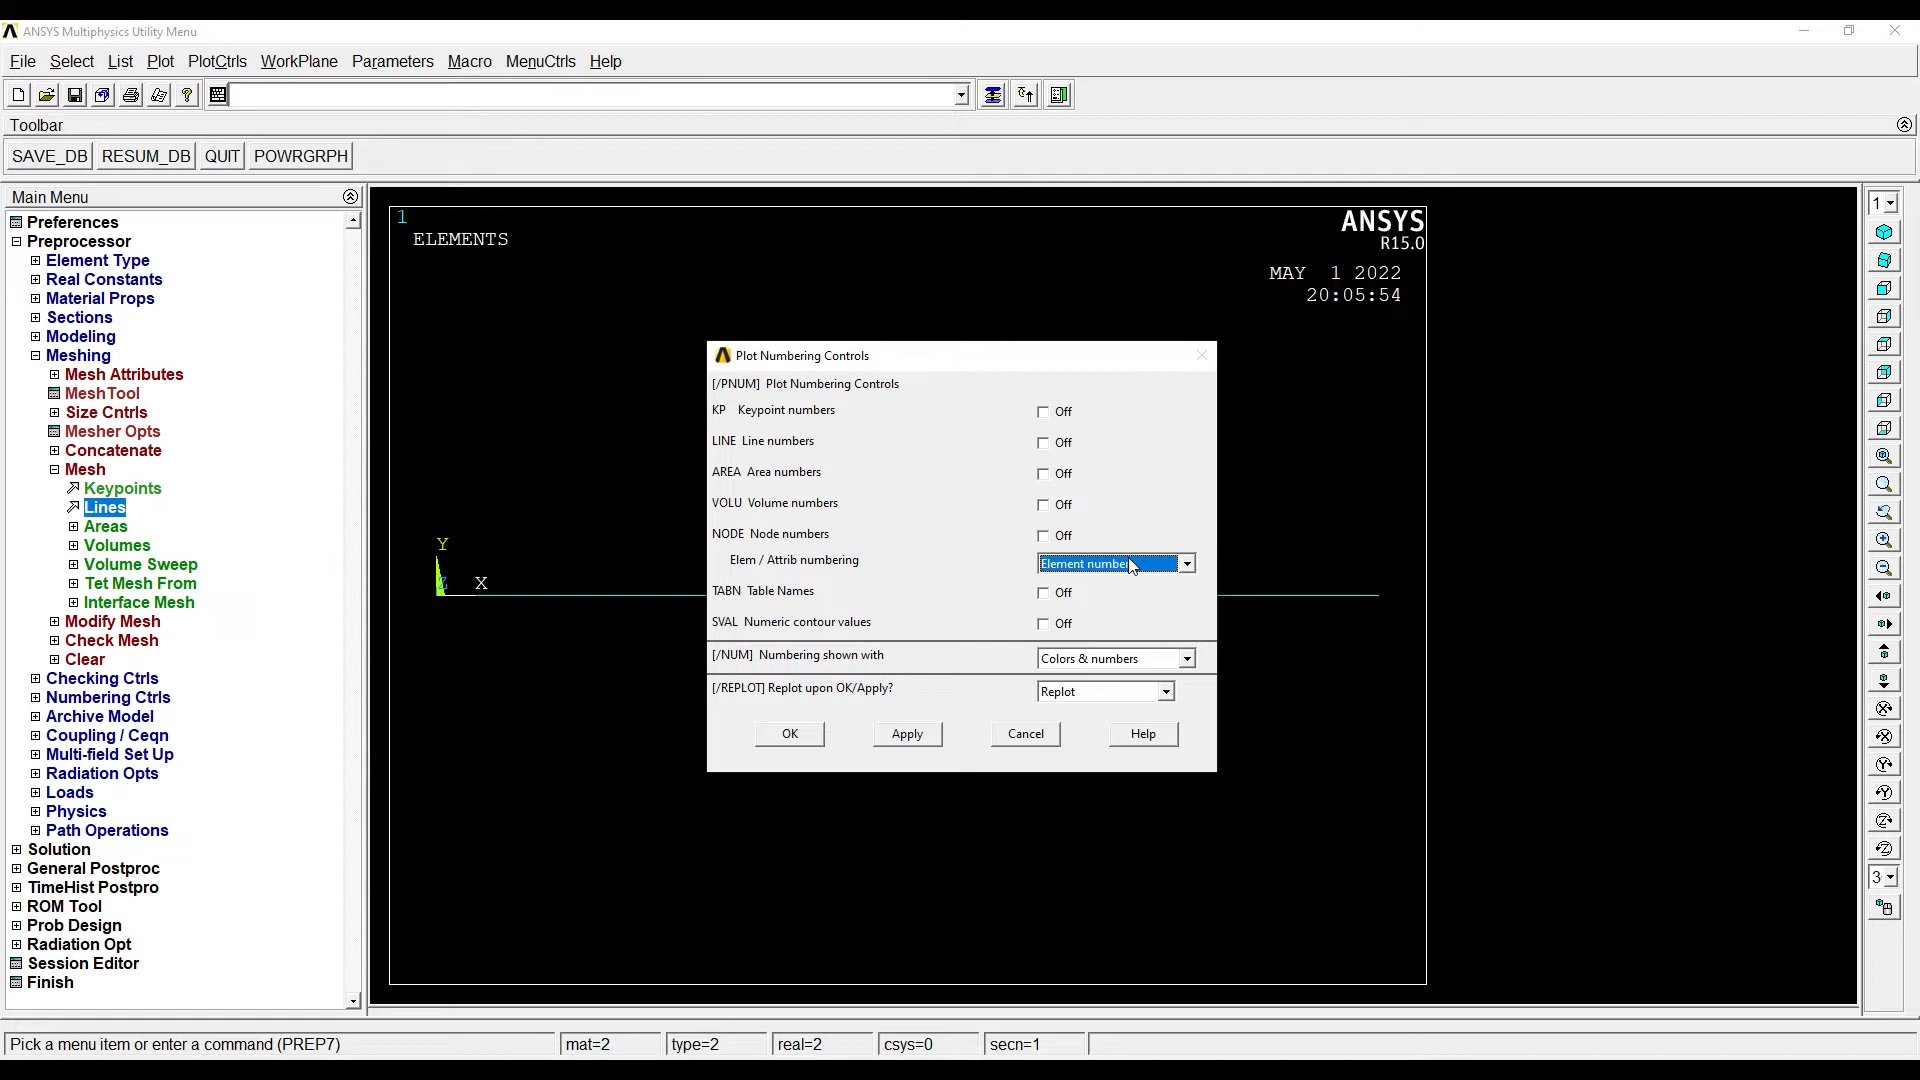 ANSYS Multiphysics Utility Menu
File Select List Plot PlotCtrls WorkPlane Parameters Macro MenuCtrls Help
Toolbar
SAVE_DB RESUM_DB QUIT POWRGRPH
Main Menu
Preferences
Preprocessor
Element Type
Real Constants
Material Props
Sections
Modeling
Meshing
Mesh Attributes
MeshTool
Size Cntrls
Mesher Opts
Concatenate
Mesh
Keypoints
Lines
Areas
Volumes
Volume Sweep
Tet Mesh From
Interface Mesh
Modify Mesh
Check Mesh
Clear
Checking Ctrls
Numbering Ctrls
Archive Model
Coupling / Ceqn
Multi-field Set Up
Radiation Opts
Loads
Physics
Path Operations
Solution
General Postproc
TimeHist Postpro
ROM Tool
Prob Design
Radiation Opt
Session Editor
Finish
1
ELEMENTS
ANSYS
R15.0
MAY 1 2022
20:05:54
Y
Z X
Plot Numbering Controls
[/PNUM] Plot Numbering Controls
KP Keypoint numbers Off
LINE Line numbers Off
AREA Area numbers Off
VOLU Volume numbers Off
NODE Node numbers Off
Elem / Attrib numbering Element numbers
TABN Table Names Off
SVAL Numeric contour values Off
[/NUM] Numbering shown with Colors & numbers
[/REPLOT] Replot upon OK/Apply? Replot
OK Apply Cancel Help
1
3
Pick a menu item or enter a command (PREP7) mat=2 type=2 real=2 csys=0 secn=1